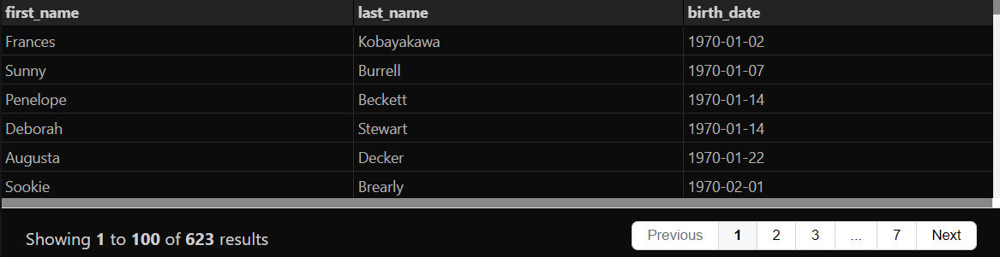 first_name last_name birth_date
Frances Kobayakawa 1970-01-02
Sunny Burrell 1970-01-07
Penelope Beckett 1970-01-14
Deborah Stewart 1970-01-14
Augusta Decker 1970-01-22
Sookie Brearly 1970-02-01
Showing 1 to 100 of 623 results Previous 1 2 3 ... 7 Next